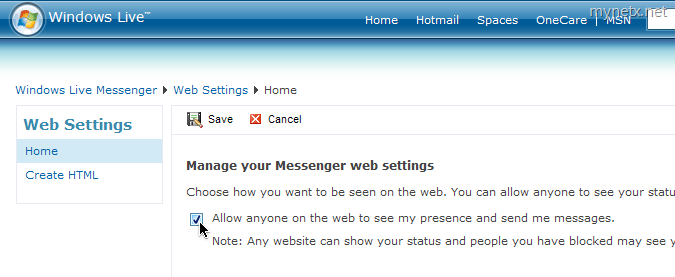 Windows Live™
Home Hotmail Spaces OneCare | MSN
mynetx.net
Windows Live Messenger Web Settings Home
Web Settings
Home
Create HTML
Save Cancel
Manage your Messenger web settings
Choose how you want to be seen on the web. You can allow anyone to see your statu
Allow anyone on the web to see my presence and send me messages.
Note: Any website can show your status and people you have blocked may see y